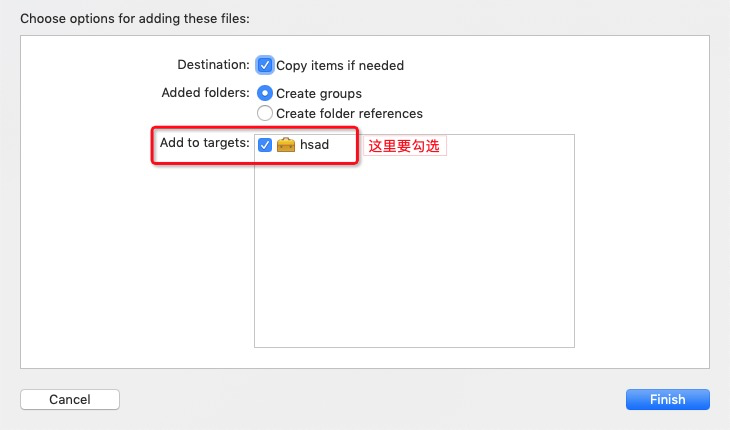 Choose options for adding these files:
Destination: Copy items if needed
Added folders: Create groups
Create folder references
Add to targets: hsad 这里要勾选
Cancel Finish